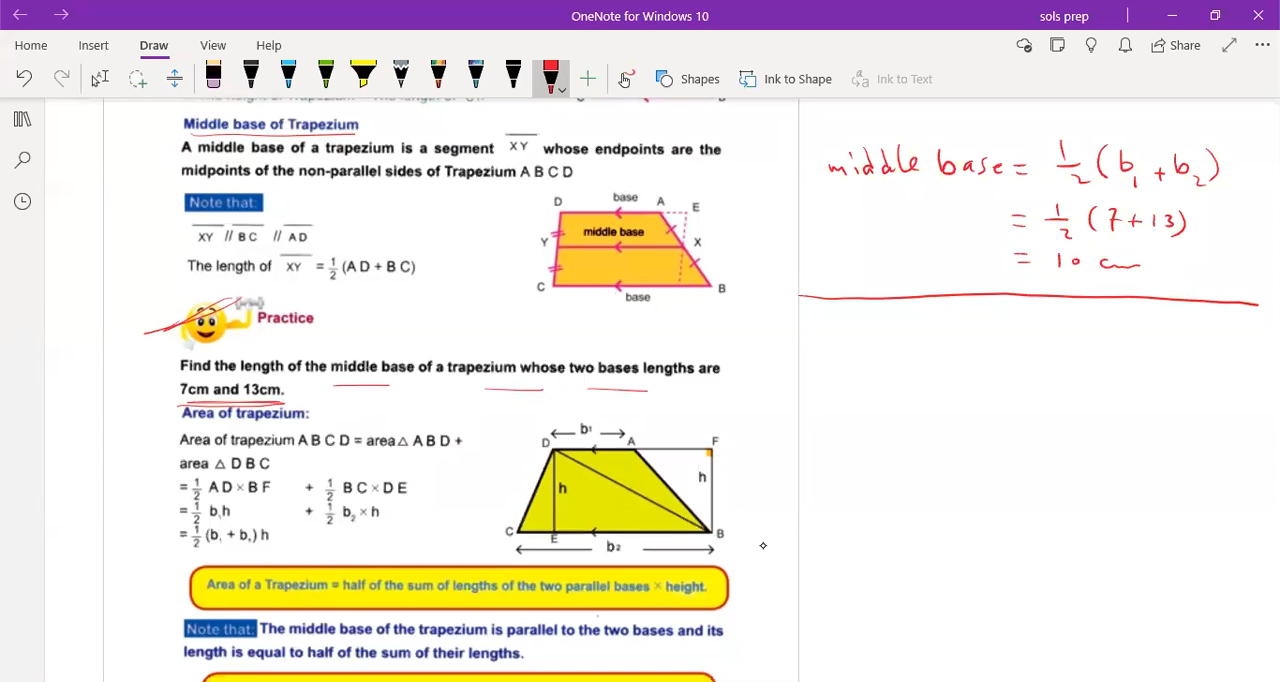 OneNote for Windows 10
sols prep
Home Insert Draw View Help
Share
Shapes
Ink to Shape
Ink to Text
Middle base of Trapezium
A middle base of a trapezium is a segment XY whose endpoints are the
midpoints of the non-parallel sides of Trapezium A B C D
Note that:
XY // BC // AD
The length of XY = 1/2 (A D + B C)
D base A E
Y middle base X
C base B
Practice
Find the length of the middle base of a trapezium whose two bases lengths are
7cm and 13cm.
Area of trapezium:
Area of trapezium A B C D = area △ A B D +
area △ D B C
= 1/2 A D × B F + 1/2 B C × D E
= 1/2 b₁h + 1/2 b₂ × h
= 1/2 (b₁ + b₁) h
D b₁ A F
h h
C E B
b₂
Area of a Trapezium = half of the sum of lengths of the two parallel bases × height.
Note that: The middle base of the trapezium is parallel to the two bases and its
length is equal to half of the sum of their lengths.
middle base = 1/2 (b₁ + b₂)
= 1/2 (7+13)
= 10 cm